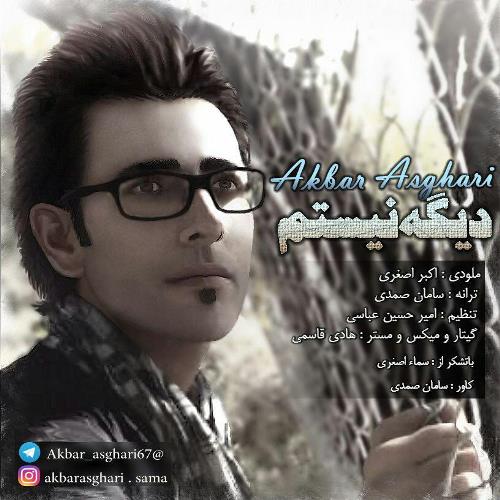 Akbar Asghari
دیگه نیستم
ملودی : اکبر اصغری
ترانه : سامان صمدی
تنظیم : امیر حسین عباسی
گیتار و میکس و مستر : هادی قاسمی
باتشکر از : سماء اصغری
کاور : سامان صمدی
Akbar_asghari67@
akbarasghari . sama